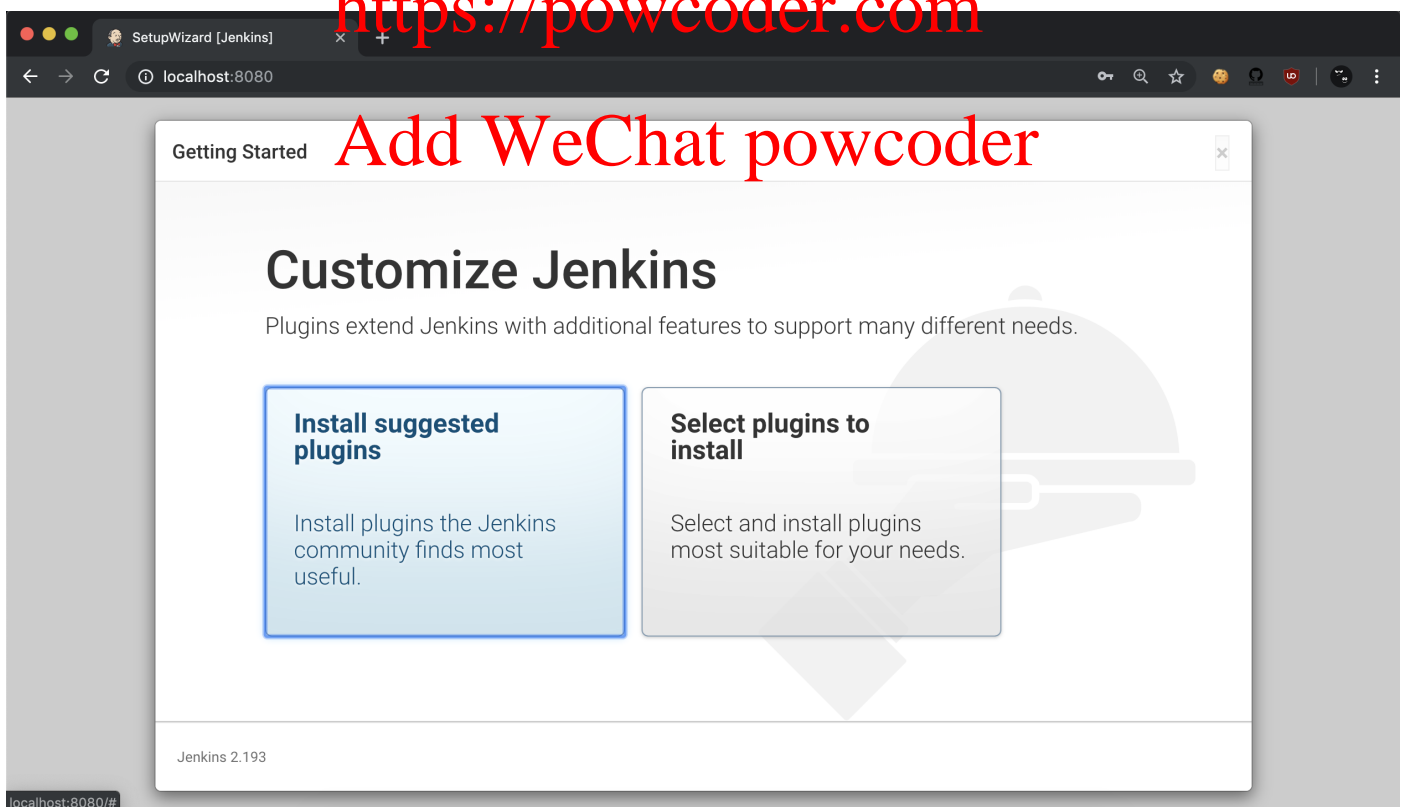 https://powcoder.com
SetupWizard [Jenkins]
localhost:8080
Add WeChat powcoder
Getting Started
Customize Jenkins
Plugins extend Jenkins with additional features to support many different needs.
Install suggested
plugins
Install plugins the Jenkins
community finds most
useful.
Select plugins to
install
Select and install plugins
most suitable for your needs.
Jenkins 2.193
localhost:8080/#